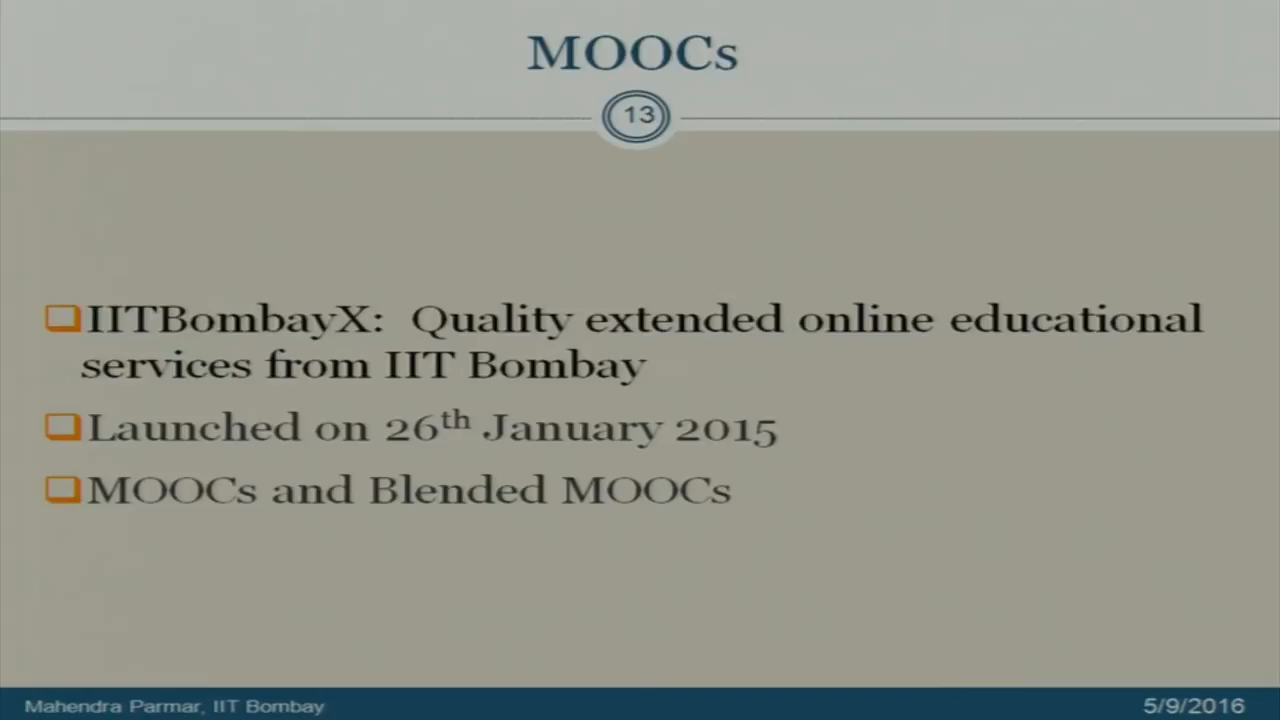 MOOCs
13
IITBombayX: Quality extended online educational
services from IIT Bombay
Launched on 26th January 2015
MOOCs and Blended MOOCs
Mahendra Parmar, IIT Bombay
5/9/2016